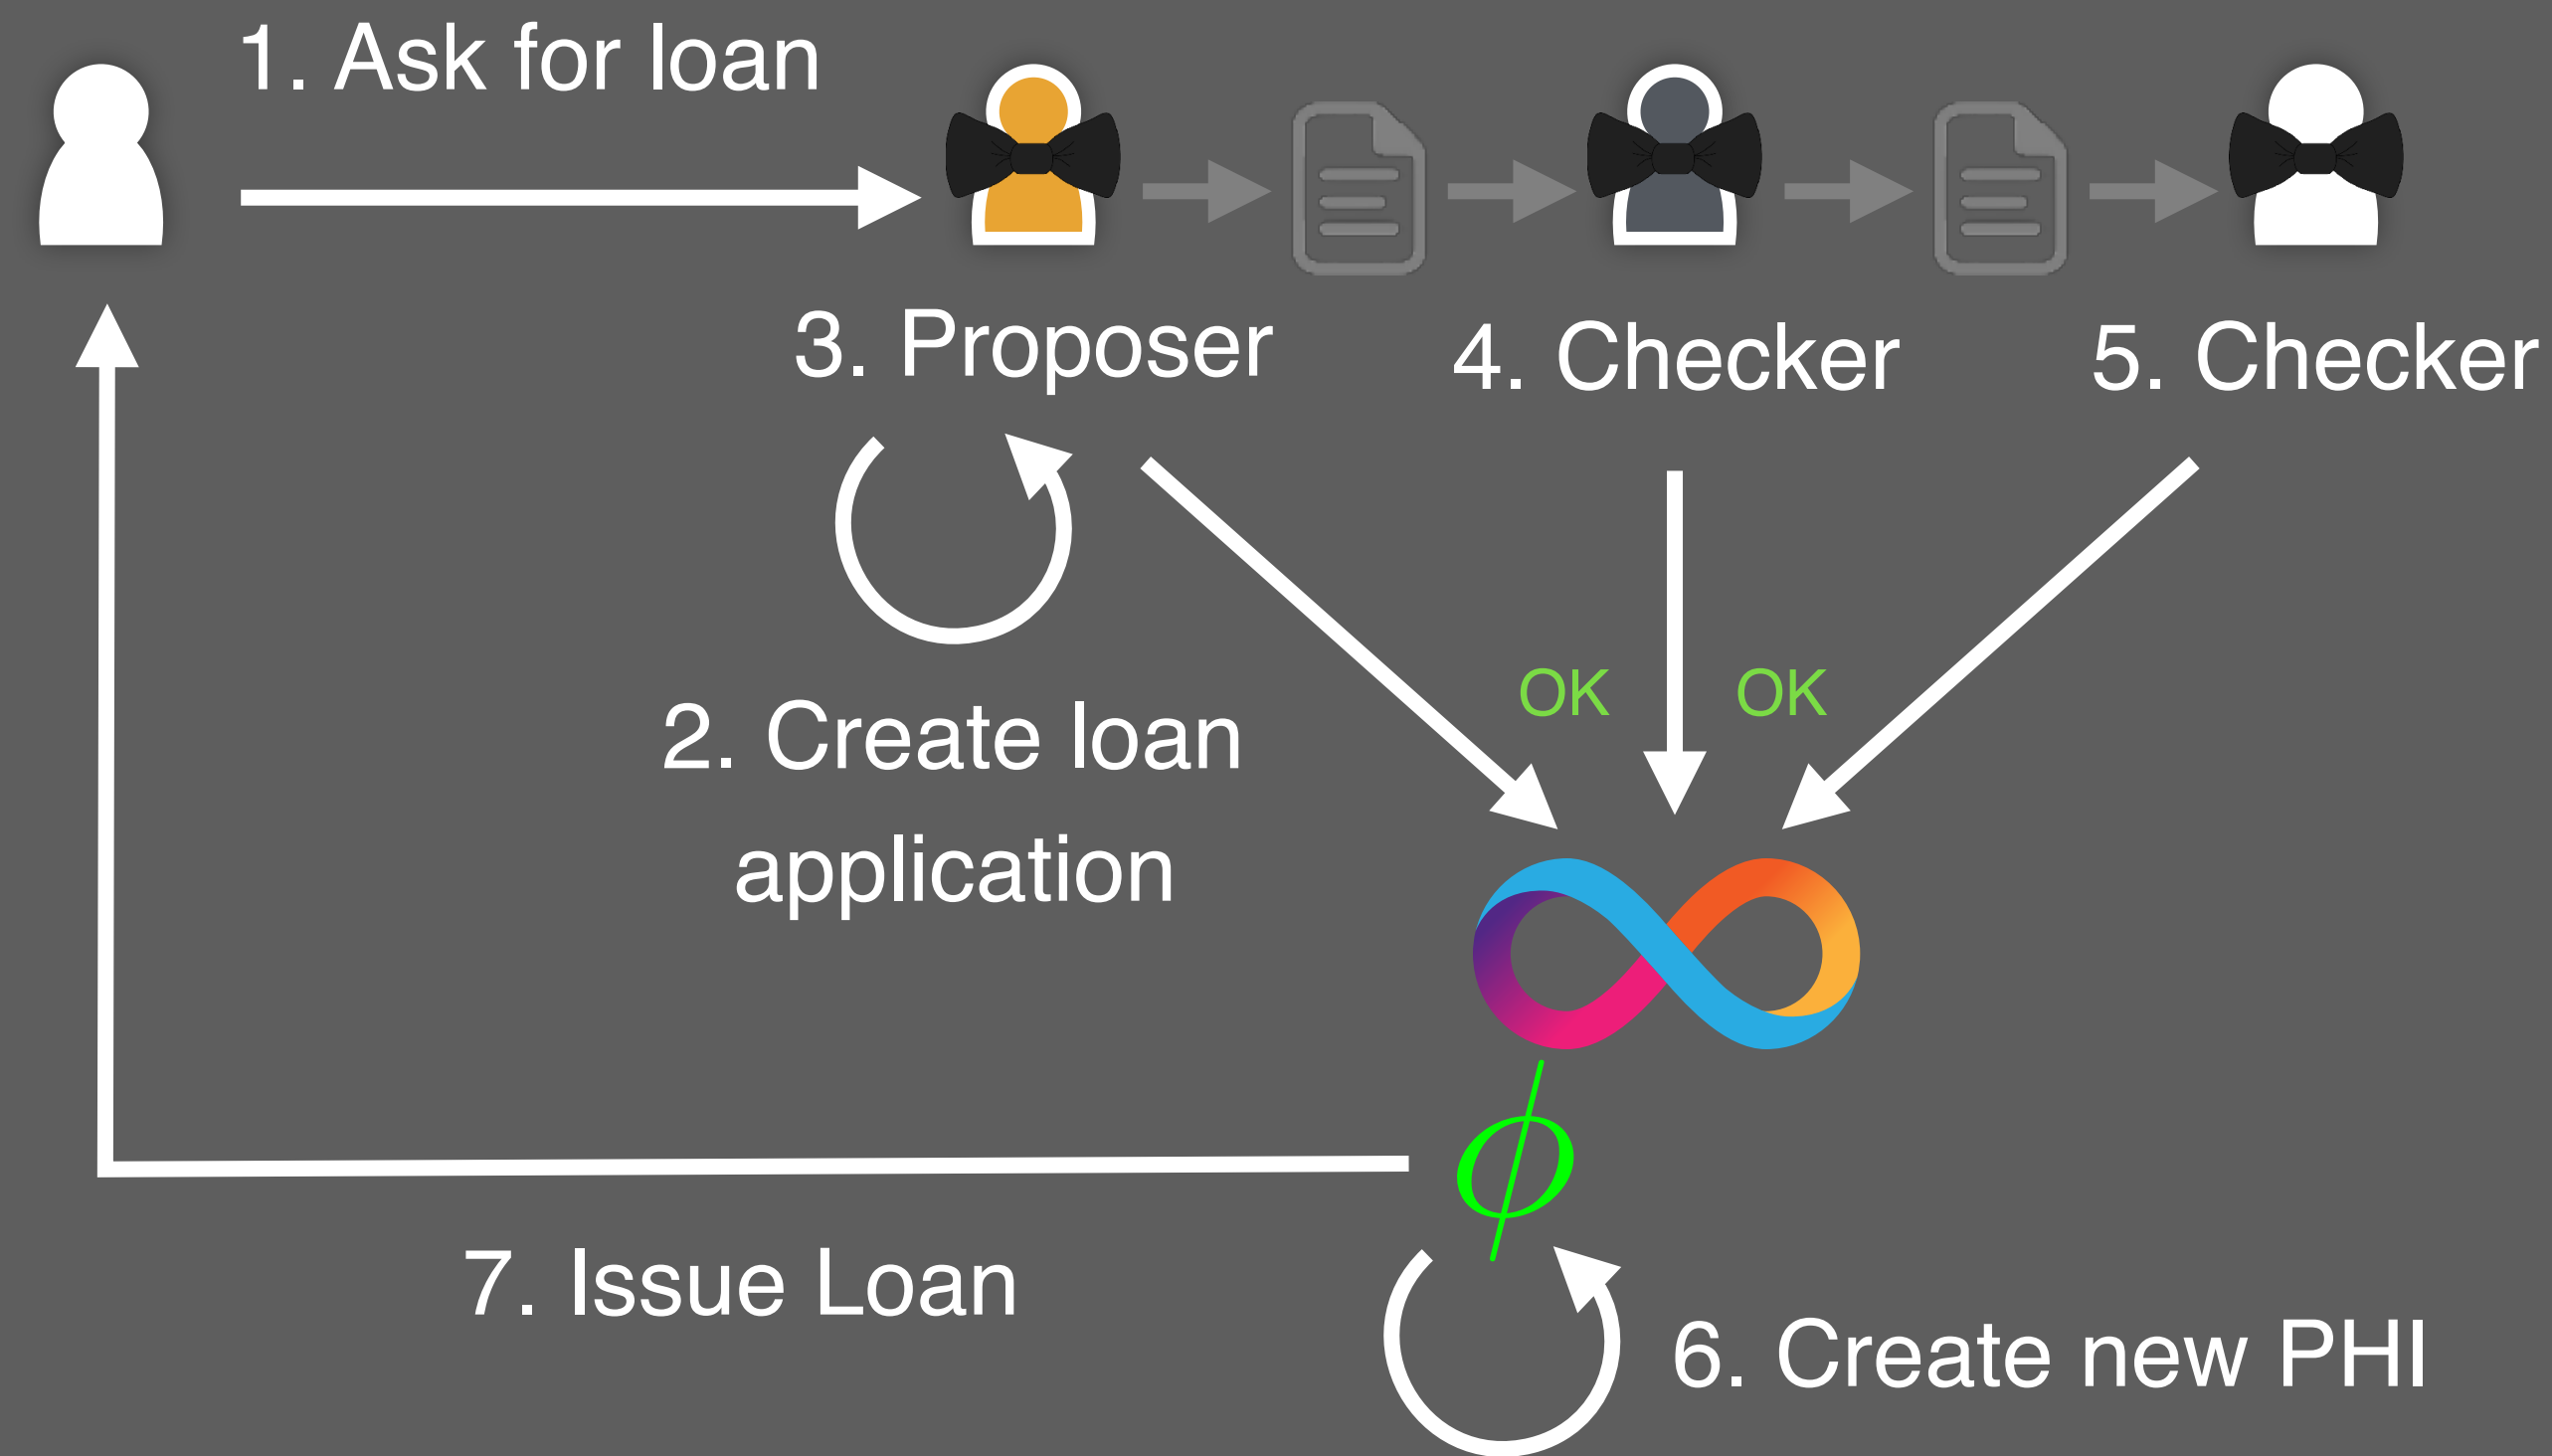 1. Ask for loan
3. Proposer
4. Checker
5. Checker
OK
OK
2. Create loan
application
ϕ
7. Issue Loan
6. Create new PHI